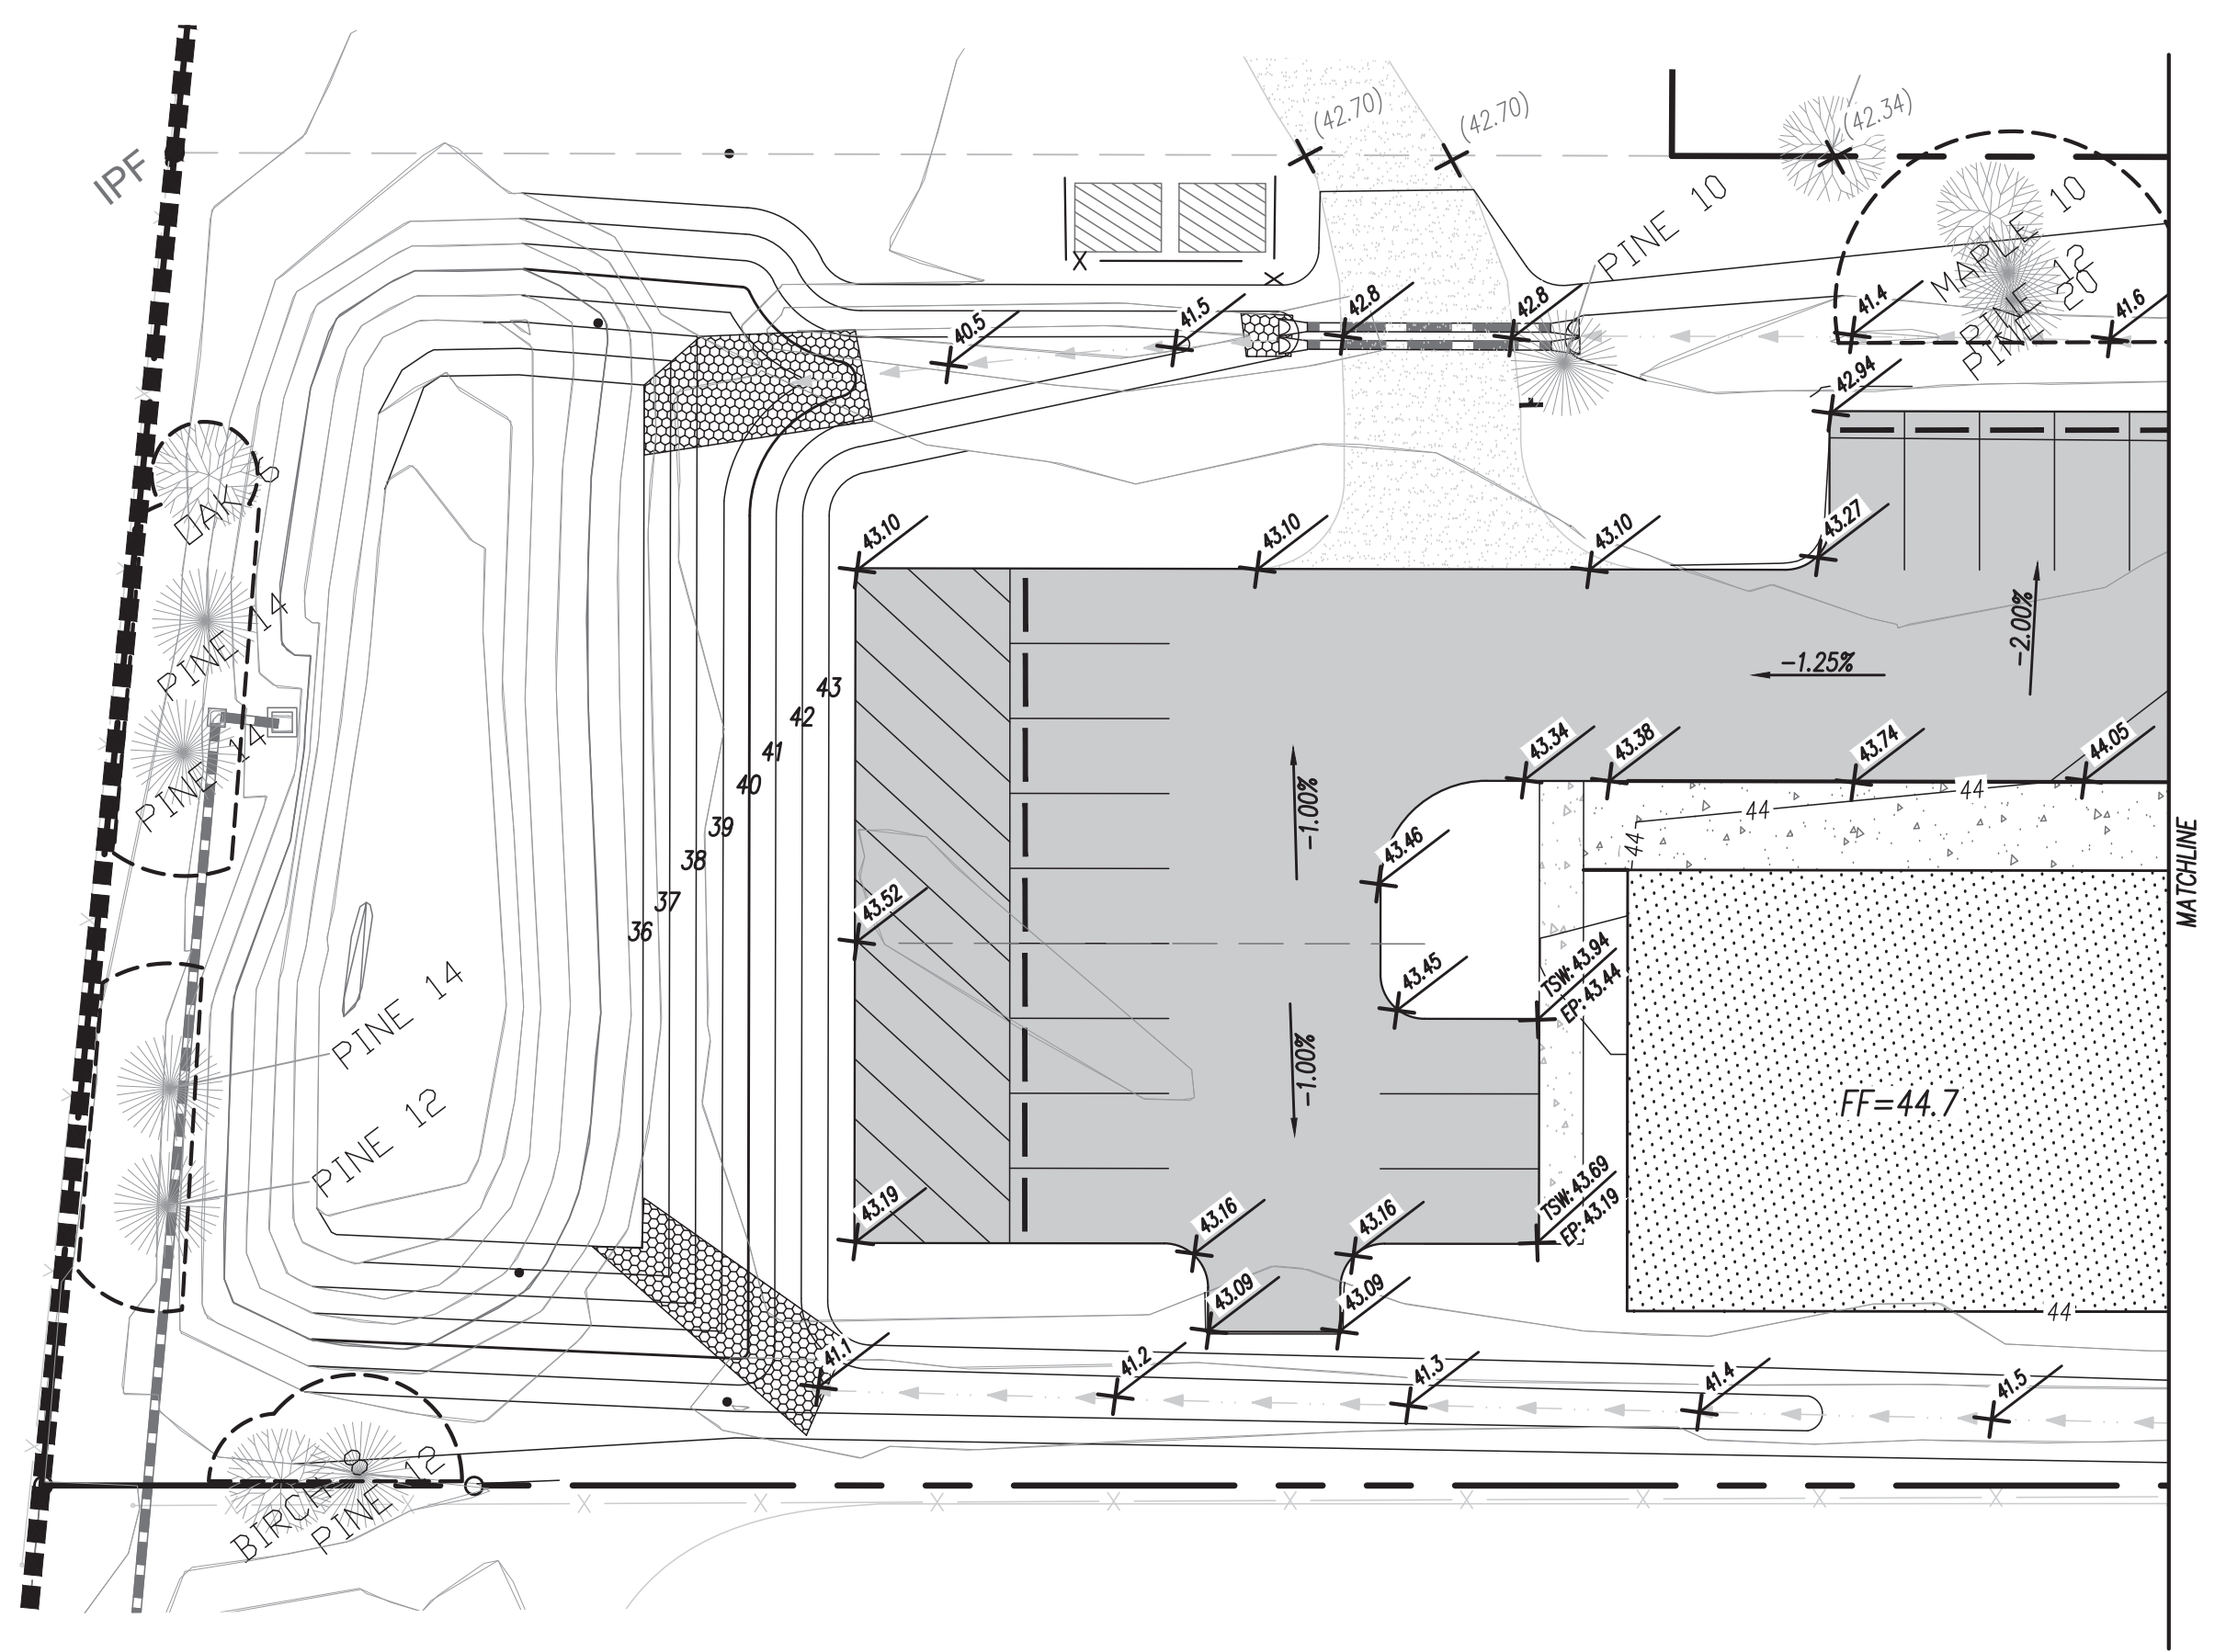 IPF
(42.70)
(42.70)
(42.34)
PINE 10
MAPLE 10
PINE 12
PINE 20
40.5
41.5
42.8
42.8
41.4
41.6
42.94
OAK 6
43.10
43.10
43.10
43.27
PINE 14
-2.00%
-1.25%
43
42
41
40
39
38
37
36
PINE 14
43.34
43.38
43.74
44.05
-1.00%
44
44
44
43.46
MATCHLINE
43.52
43.45
TSW: 43.94
EP: 43.44
PINE 14
-1.00%
FF=44.7
PINE 12
43.19
43.16
43.16
TSW: 43.69
EP: 43.19
43.09
43.09
44
41.1
41.2
41.3
41.4
41.5
BIRCH 8
PINE 12